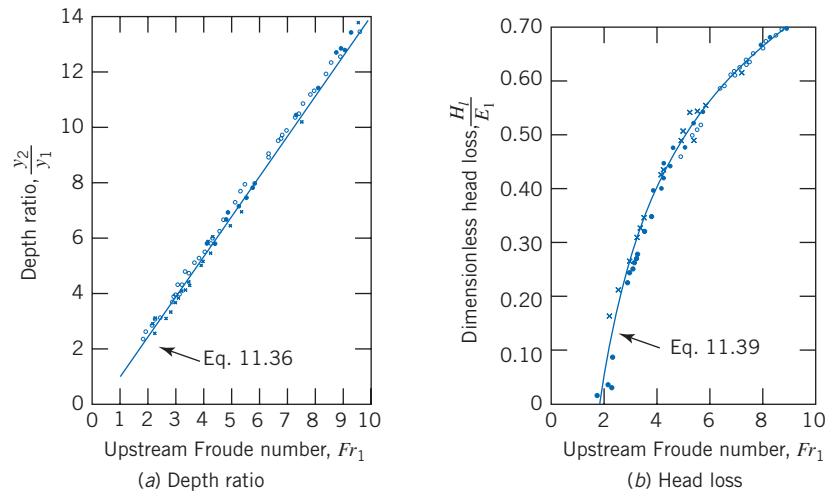 14
12
10
8
6
4
2
0
Depth ratio, y2/y1
Eq. 11.36
0 1 2 3 4 5 6 7 8 9 10
Upstream Froude number, Fr1
(a) Depth ratio
0.70
0.60
0.50
0.40
0.30
0.20
0.10
0
Dimensionless head loss, Hl/E1
Eq. 11.39
0 2 4 6 8 10
Upstream Froude number, Fr1
(b) Head loss